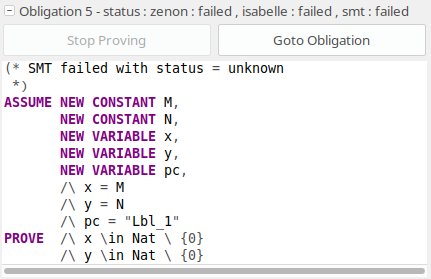 Obligation 5 - status : zenon : failed , isabelle : failed , smt : failed
Stop Proving Goto Obligation
(* SMT failed with status = unknown
*)
ASSUME NEW CONSTANT M,
NEW CONSTANT N,
NEW VARIABLE x,
NEW VARIABLE y,
NEW VARIABLE pc,
/\ x = M
/\ y = N
/\ pc = "Lbl_1"
PROVE /\ x \in Nat \ {0}
/\ y \in Nat \ {0}